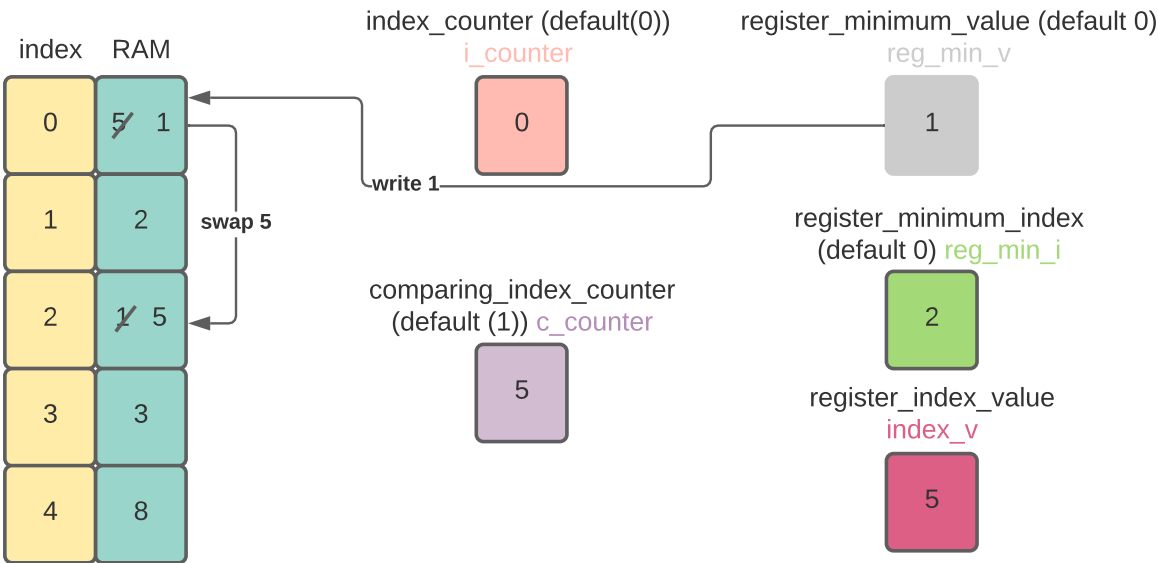 index_counter (default(0))
i_counter
register_minimum_value (default 0)
reg_min_v
index RAM
0 5 1
0
1
write 1
1 2
swap 5
register_minimum_index
(default 0) reg_min_i
2 1 5
2
comparing_index_counter
(default (1)) c_counter
5
3 3
register_index_value
index_v
5
4 8